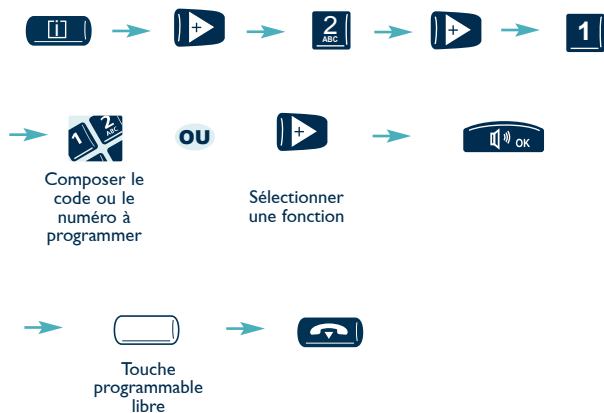 [i]
+
2
ABC
+
1
1
2
ABC
OU
+
OK
Composer le
code ou le
numéro à
programmer
Sélectionner
une fonction
Touche
programmable
libre